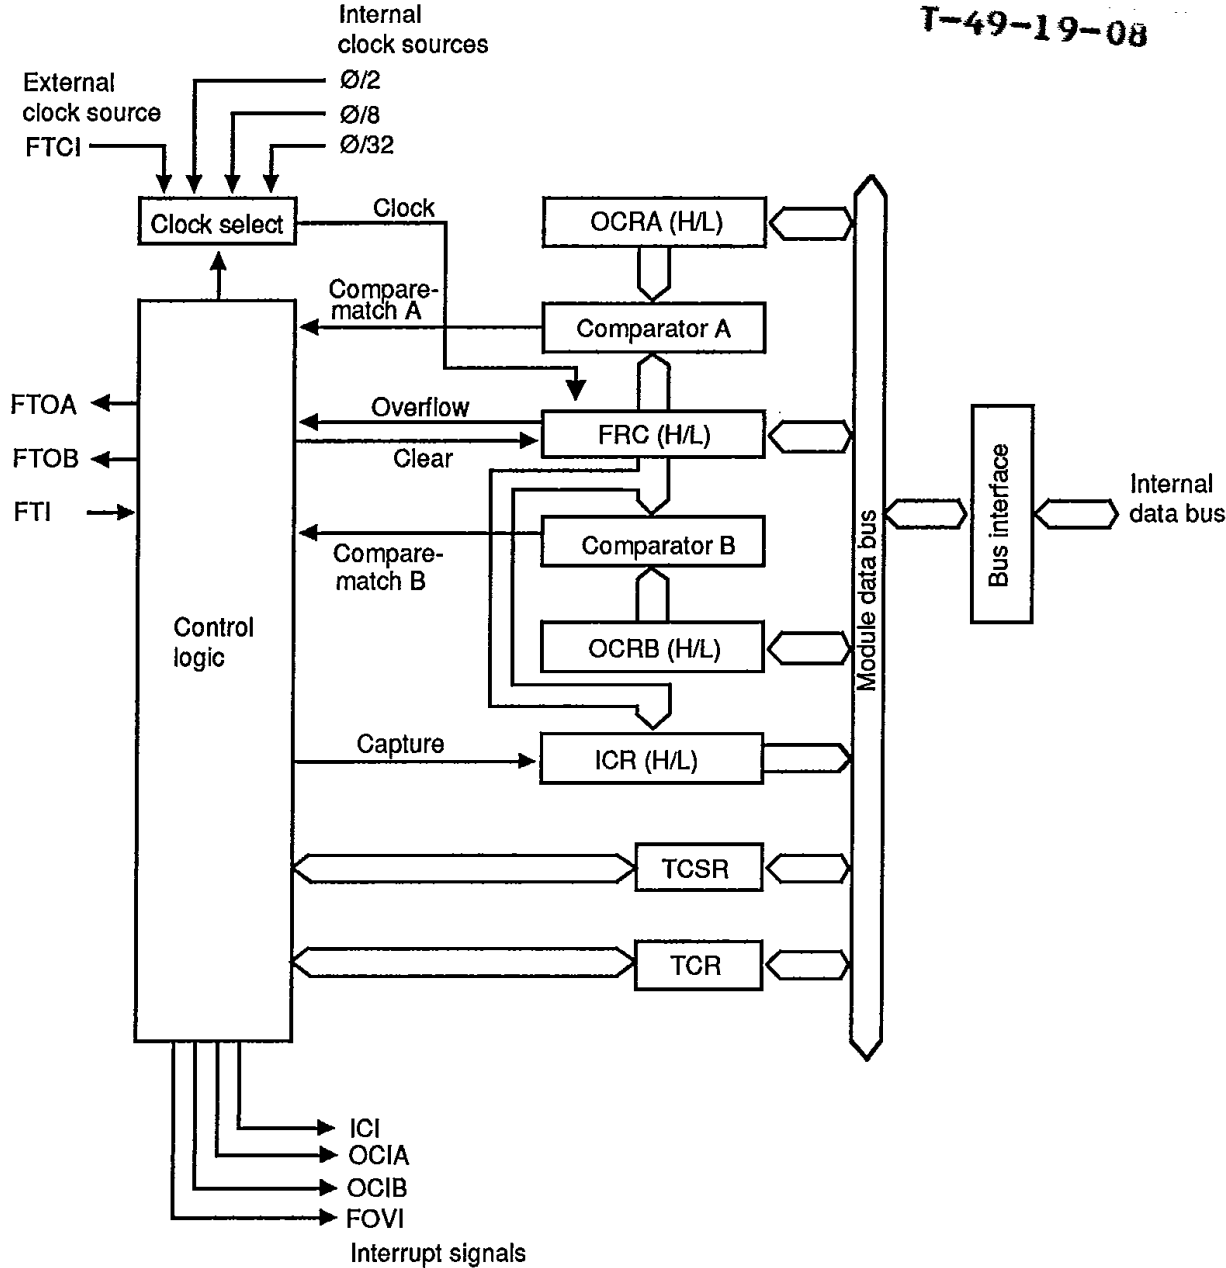 T-49-19-08
Internal
clock sources
External
clock source
Ø/2
Ø/8
FTCI
Ø/32
Clock select
Clock
OCRA (H/L)
Compare-
match A
Comparator A
FTOA
Overflow
FRC (H/L)
Clear
FTOB
FTI
Compare-
match B
Comparator B
Module data bus
Bus interface
Internal
data bus
Control
logic
OCRB (H/L)
Capture
ICR (H/L)
TCSR
TCR
ICI
OCIA
OCIB
FOVI
Interrupt signals